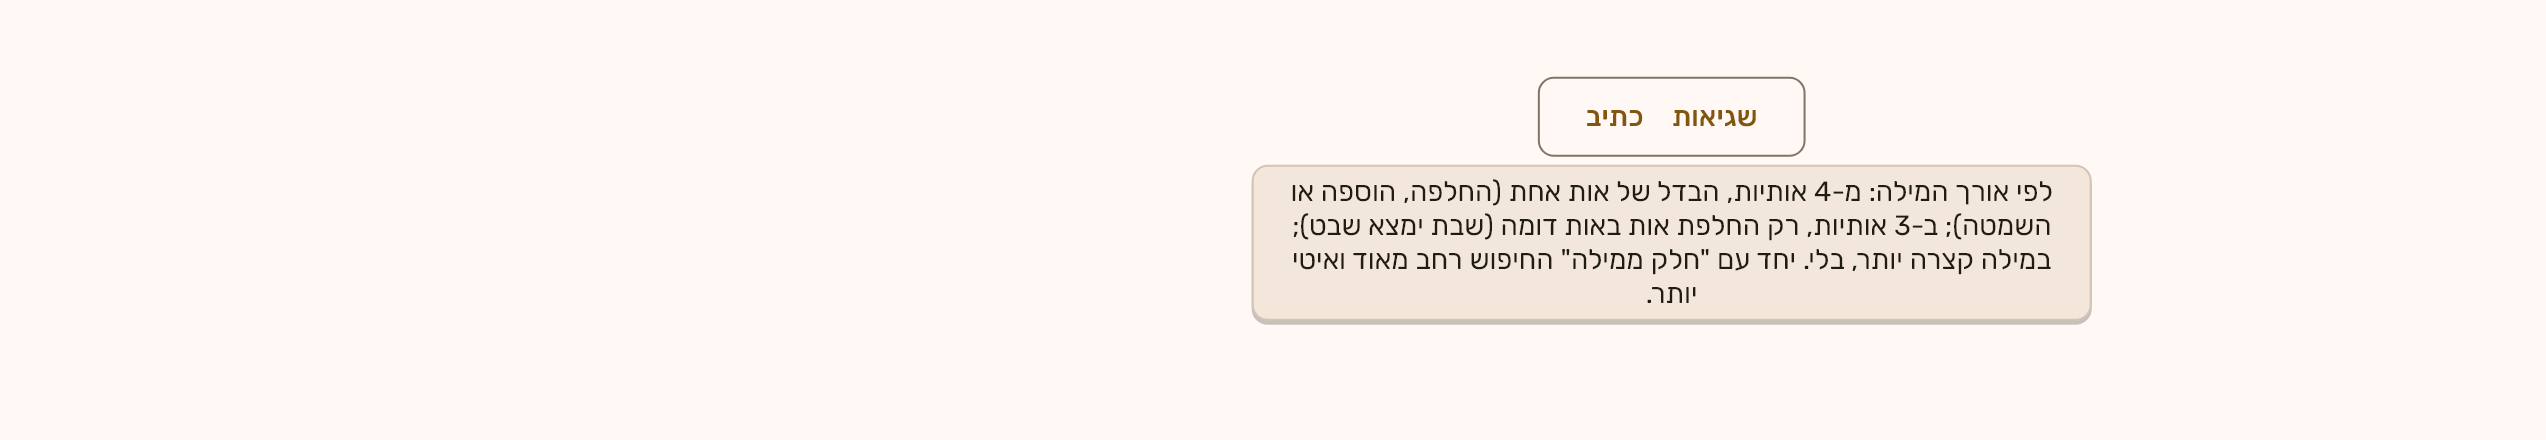 שגיאות כתיב
לפי אורך המילה: מ-4 אותיות, הבדל של אות אחת (החלפה, הוספה או
השמטה); ב-3 אותיות, רק החלפת אות באות דומה (שבת ימצא שבט);
במילה קצרה יותר, בלי. יחד עם "חלק ממילה" החיפוש רחב מאוד ואיטי
יותר.